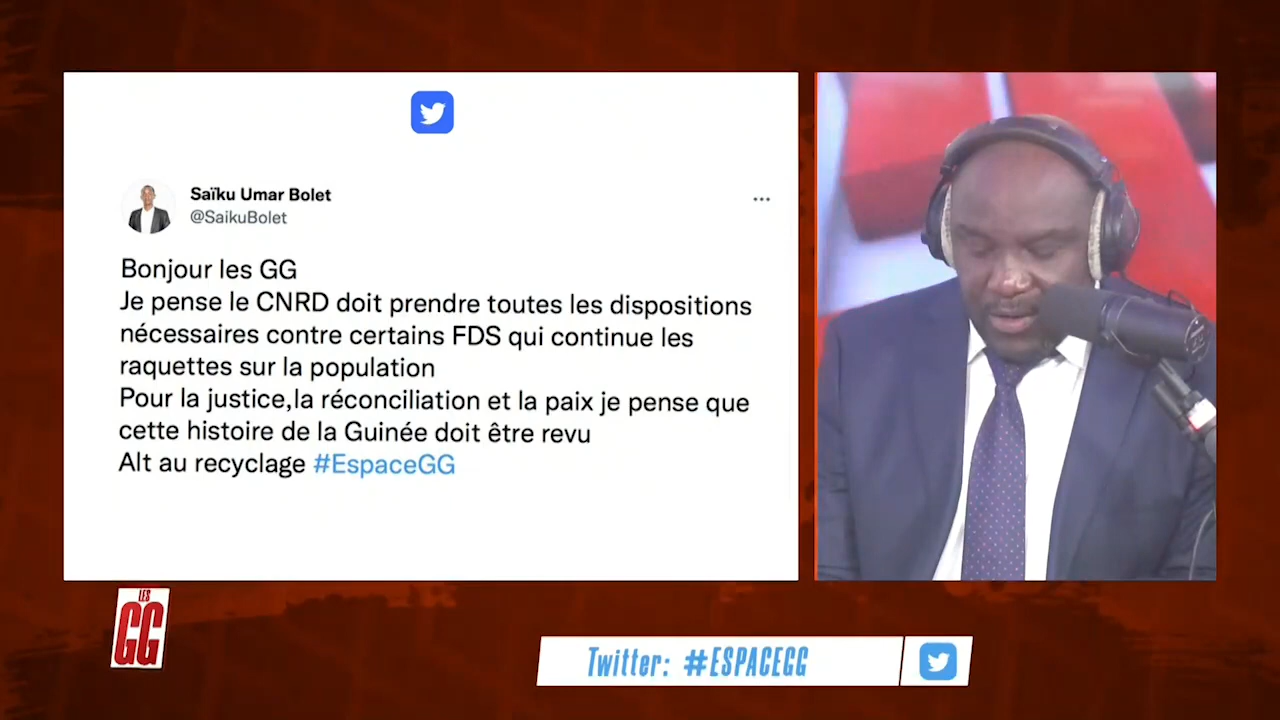 Saïku Umar Bolet
@SaikuBolet
Bonjour les GG
Je pense le CNRD doit prendre toutes les dispositions
nécessaires contre certains FDS qui continue les
raquettes sur la population
Pour la justice,la réconciliation et la paix je pense que
cette histoire de la Guinée doit être revu
Alt au recyclage #EspaceGG
LES
GG
Twitter: #ESPACEGG